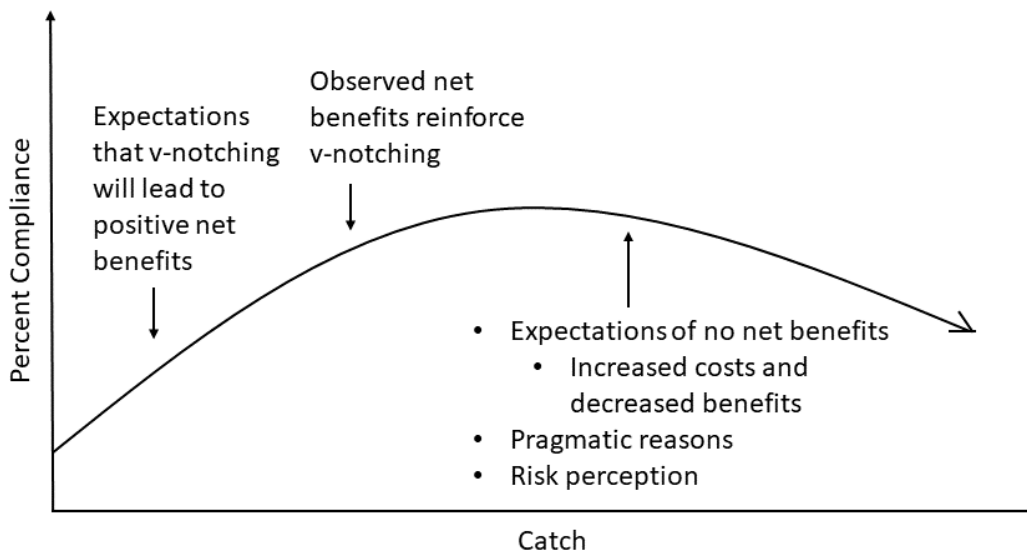 Percent Compliance
Expectations
that v-notching
will lead to
positive net
benefits
Observed net
benefits reinforce
v-notching
• Expectations of no net benefits
• Increased costs and
decreased benefits
• Pragmatic reasons
• Risk perception
Catch